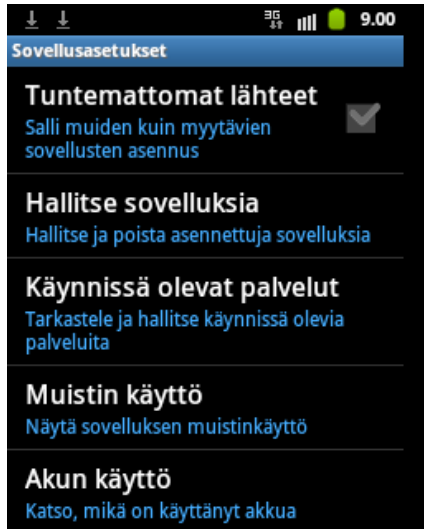 3G 9.00
Sovellusasetukset
Tuntemattomat lähteet
Salli muiden kuin myytävien
sovellusten asennus
Hallitse sovelluksia
Hallitse ja poista asennettuja sovelluksia
Käynnissä olevat palvelut
Tarkastele ja hallitse käynnissä olevia
palveluita
Muistin käyttö
Näytä sovelluksen muistinkäyttö
Akun käyttö
Katso, mikä on käyttänyt akkua